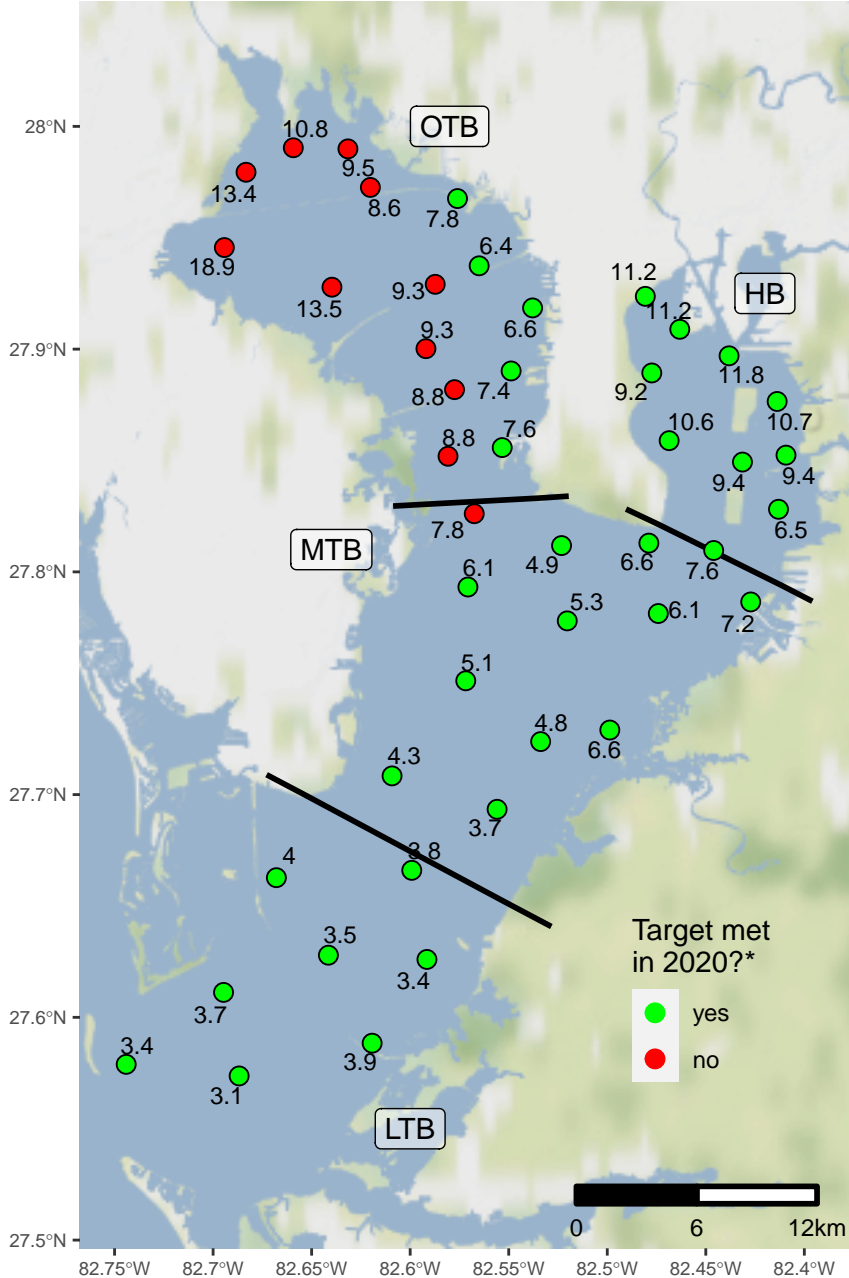 28°N
10.8
OTB
9.5
13.4
8.6
7.8
6.4
18.9
11.2
9.3
HB
13.5
11.2
6.6
9.3
11.8
7.4
9.2
8.8
10.7
10.6
7.6
8.8
9.4
9.4
27.9°N
7.8
6.5
MTB
4.9
6.6
7.6
27.8°N
6.1
5.3
6.1
7.2
5.1
4.8
6.6
4.3
27.7°N
3.7
4
3.8
Target met
in 2020?*
3.5
3.4
yes
3.7
27.6°N
3.4
3.9
no
3.1
LTB
0
6
12km
27.5°N
82.75°W
82.7°W
82.65°W
82.6°W
82.55°W
82.5°W
82.45°W
82.4°W